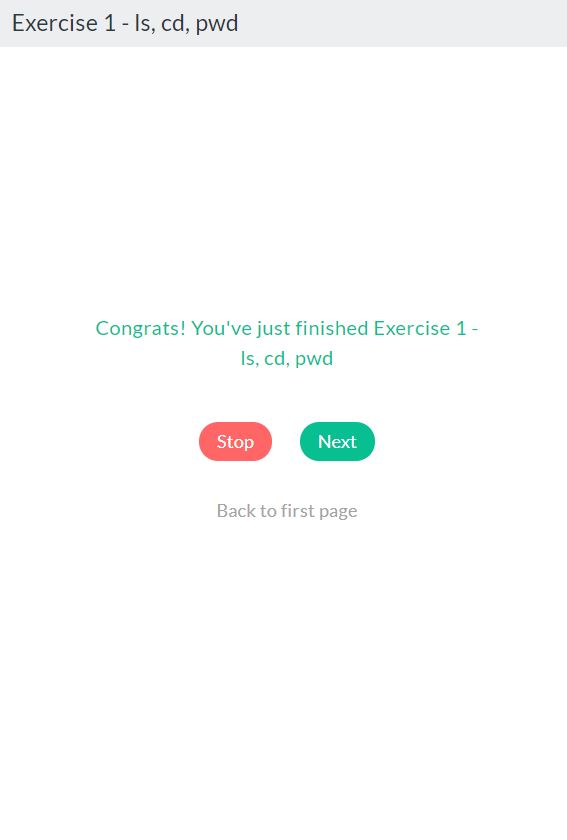 Exercise 1 - ls, cd, pwd
Congrats! You've just finished Exercise 1 -
ls, cd, pwd
Stop Next
Back to first page